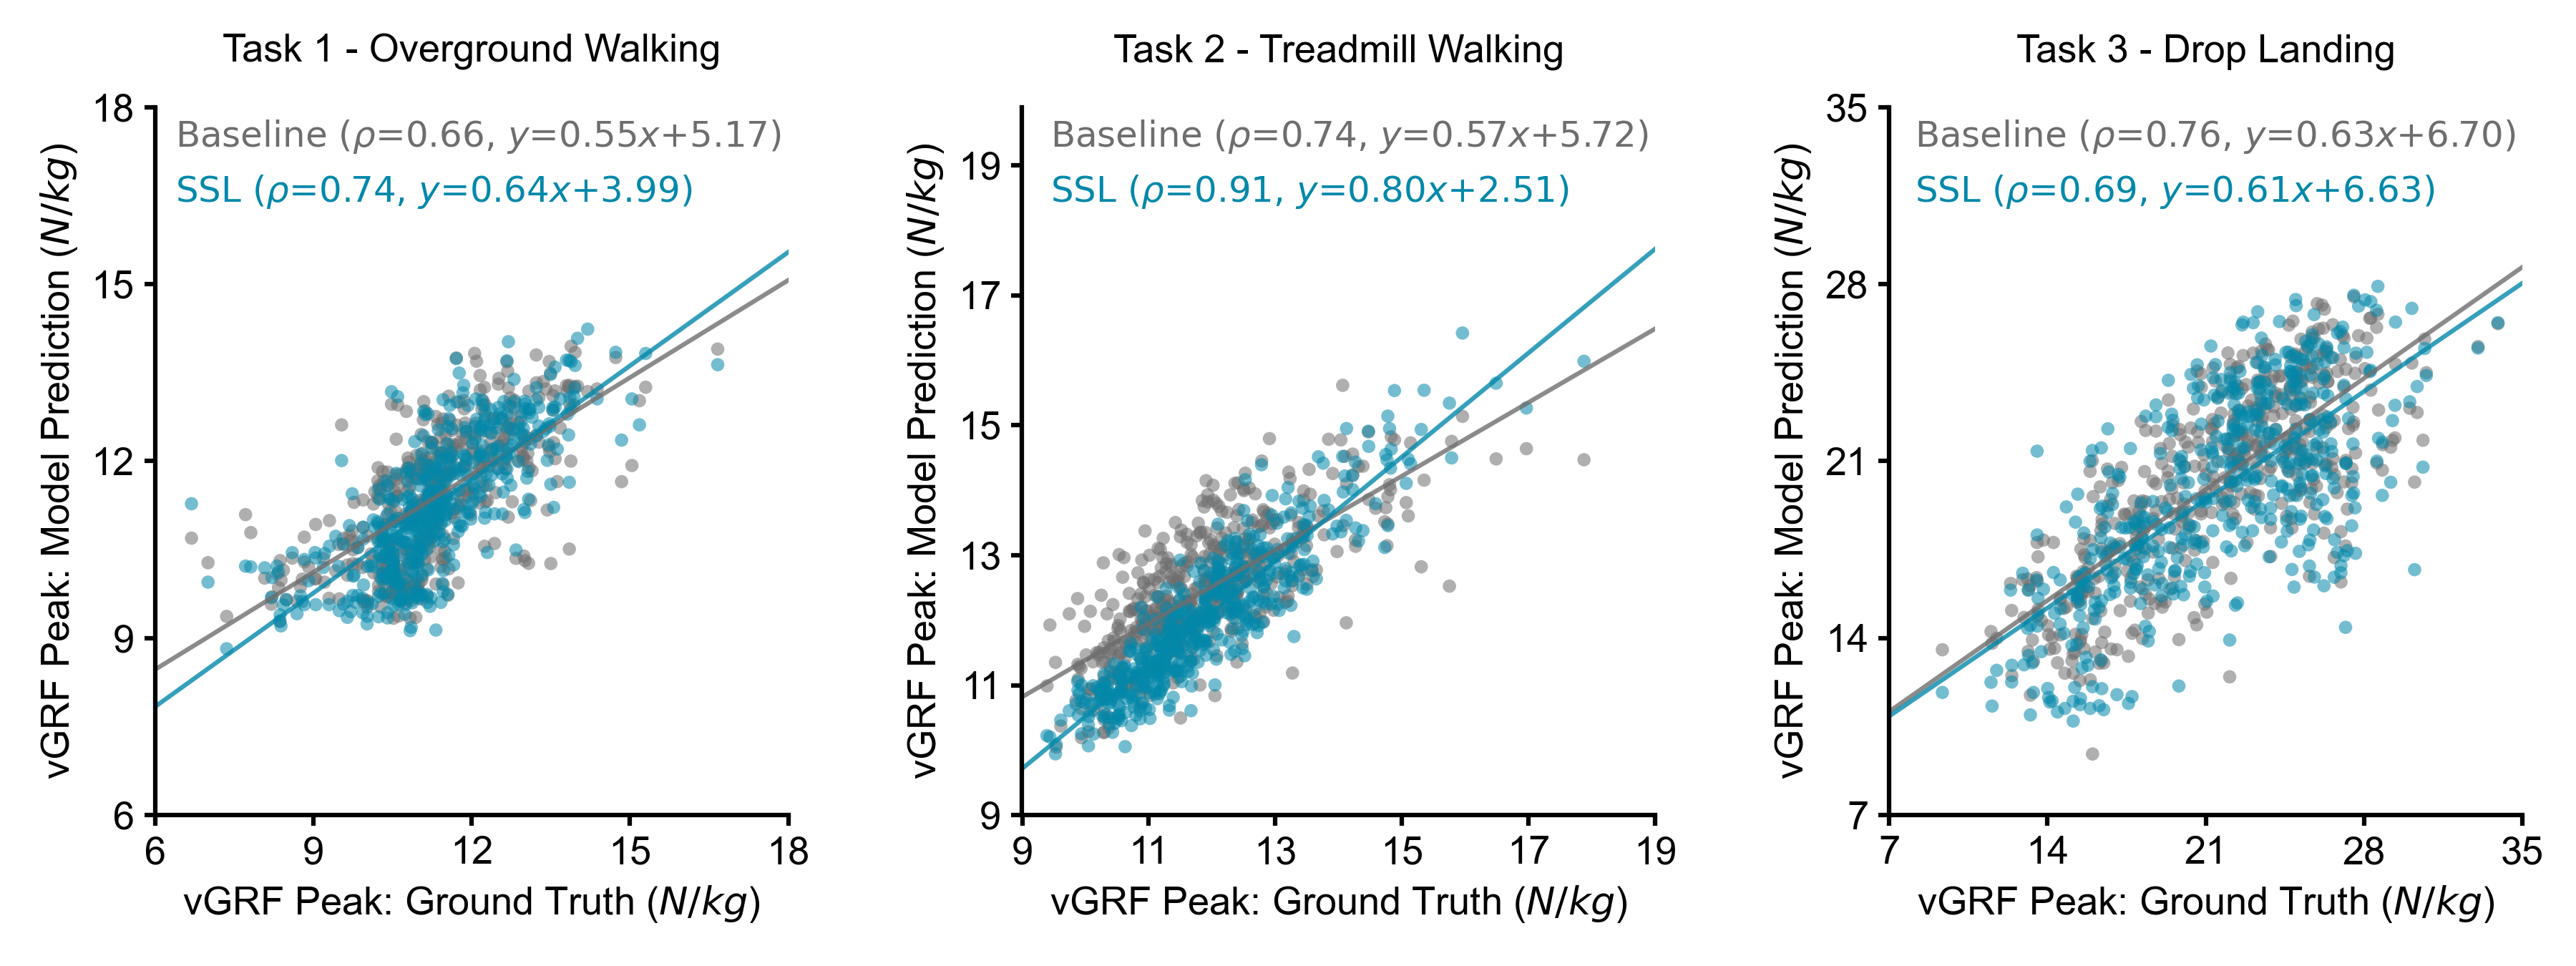 Task 1 - Overground Walking
Baseline (ρ=0.66, y=0.55x+5.17)
SSL (ρ=0.74, y=0.64x+3.99)
18
15
12
9
6
6 9 12 15 18
vGRF Peak: Model Prediction (N/kg)
vGRF Peak: Ground Truth (N/kg)
Task 2 - Treadmill Walking
Baseline (ρ=0.74, y=0.57x+5.72)
SSL (ρ=0.91, y=0.80x+2.51)
19
17
15
13
11
9
9 11 13 15 17 19
vGRF Peak: Model Prediction (N/kg)
vGRF Peak: Ground Truth (N/kg)
Task 3 - Drop Landing
Baseline (ρ=0.76, y=0.63x+6.70)
SSL (ρ=0.69, y=0.61x+6.63)
35
28
21
14
7
7 14 21 28 35
vGRF Peak: Model Prediction (N/kg)
vGRF Peak: Ground Truth (N/kg)